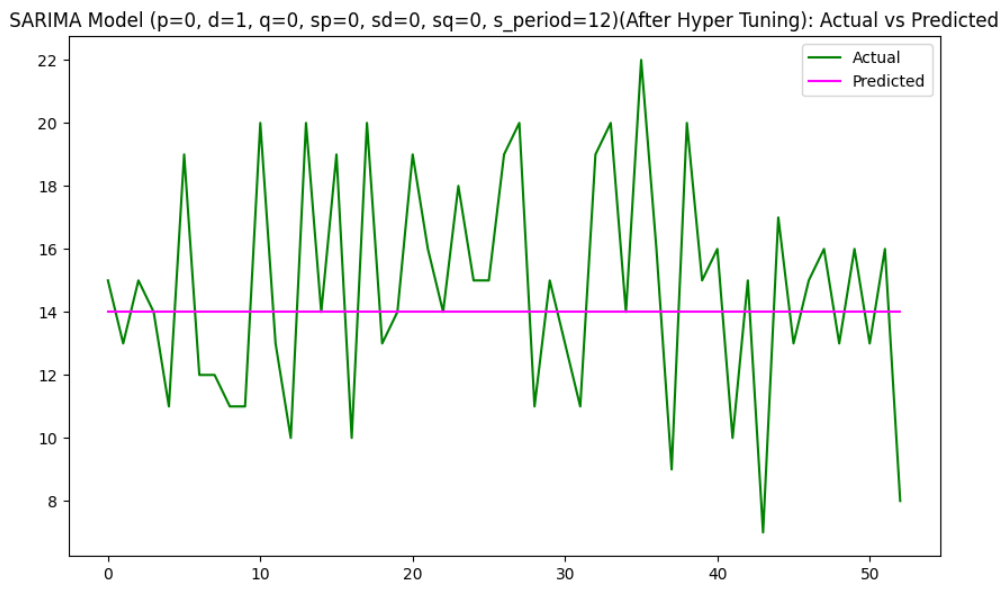 SARIMA Model (p=0, d=1, q=0, sp=0, sd=0, sq=0, s_period=12)(After Hyper Tuning): Actual vs Predicted
Actual
Predicted
22
20
18
16
14
12
10
8
0 10 20 30 40 50